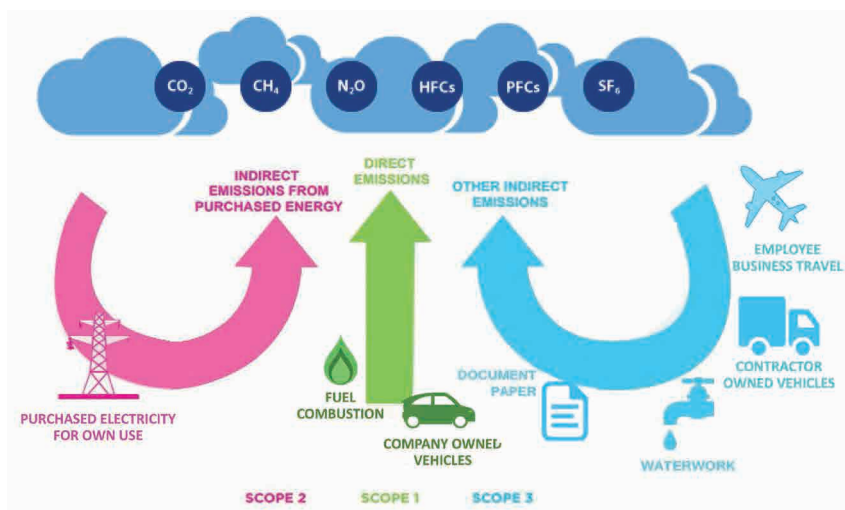 CO₂
CH₄
N₂O
HFCs
PFCs
SF₆
INDIRECT
EMISSIONS FROM
PURCHASED ENERGY
DIRECT
EMISSIONS
OTHER INDIRECT
EMISSIONS
EMPLOYEE
BUSINESS TRAVEL
CONTRACTOR
OWNED VEHICLES
DOCUMENT
PAPER
FUEL
COMBUSTION
PURCHASED ELECTRICITY
FOR OWN USE
COMPANY OWNED
VEHICLES
WATERWORK
SCOPE 2
SCOPE 1
SCOPE 3